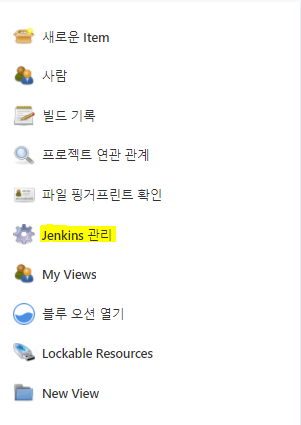 새로운 Item
사람
빌드 기록
프로젝트 연관 관계
파일 핑거프린트 확인
Jenkins 관리
My Views
블루 오션 열기
Lockable Resources
New View